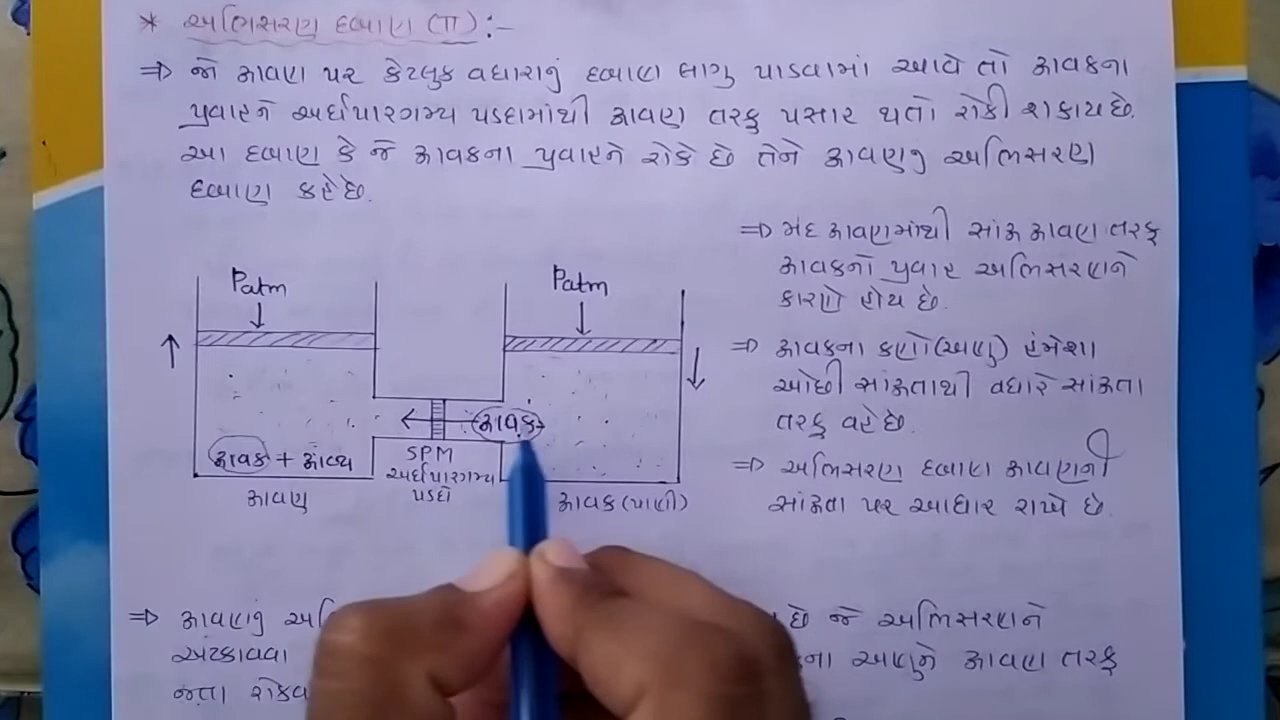 * અભિસરણ દબાણ (π) :-
⇒ જો દ્રાવણ પર કેટલુક વધારાનું દબાણ લાગુ પાડવામાં આવે તો દ્રાવકના
પ્રવાહને અર્ધપારગમ્ય પડદામાંથી દ્રાવણ તરફ પસાર થતો રોકી શકાય છે.
આ દબાણ કે જે દ્રાવકના પ્રવાહને રોકે છે તેને દ્રાવણનુ અભિસરણ
દબાણ કહે છે.
⇒ મંદ દ્રાવણમાંથી સાંદ્ર દ્રાવણ તરફ
દ્રાવકનો પ્રવાહ અભિસરણને
કારણે હોય છે.
⇒ દ્રાવકના કણો (અણુ) હંમેશા
ઓછી સાંદ્રતાથી વધારે સાંદ્રતા
તરફ વહે છે.
⇒ અભિસરણ દબાણ દ્રાવણની
સાંદ્રતા પર આધાર રાખે છે.
Patm
Patm
દ્રાવક
દ્રાવક + દ્રાવ્ય
SPM
અર્ધપારગમ્ય
પડદો
દ્રાવણ
દ્રાવક (પાણી)
⇒ દ્રાવણનું છે જે અભિસરણને
અટકાવવા અણુને દ્રાવણ તરફ
જતા